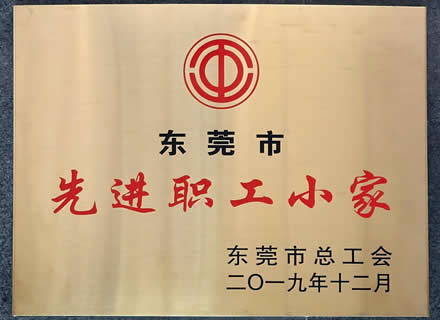 东莞市
先进职工小家
东莞市总工会
二〇一九年十二月